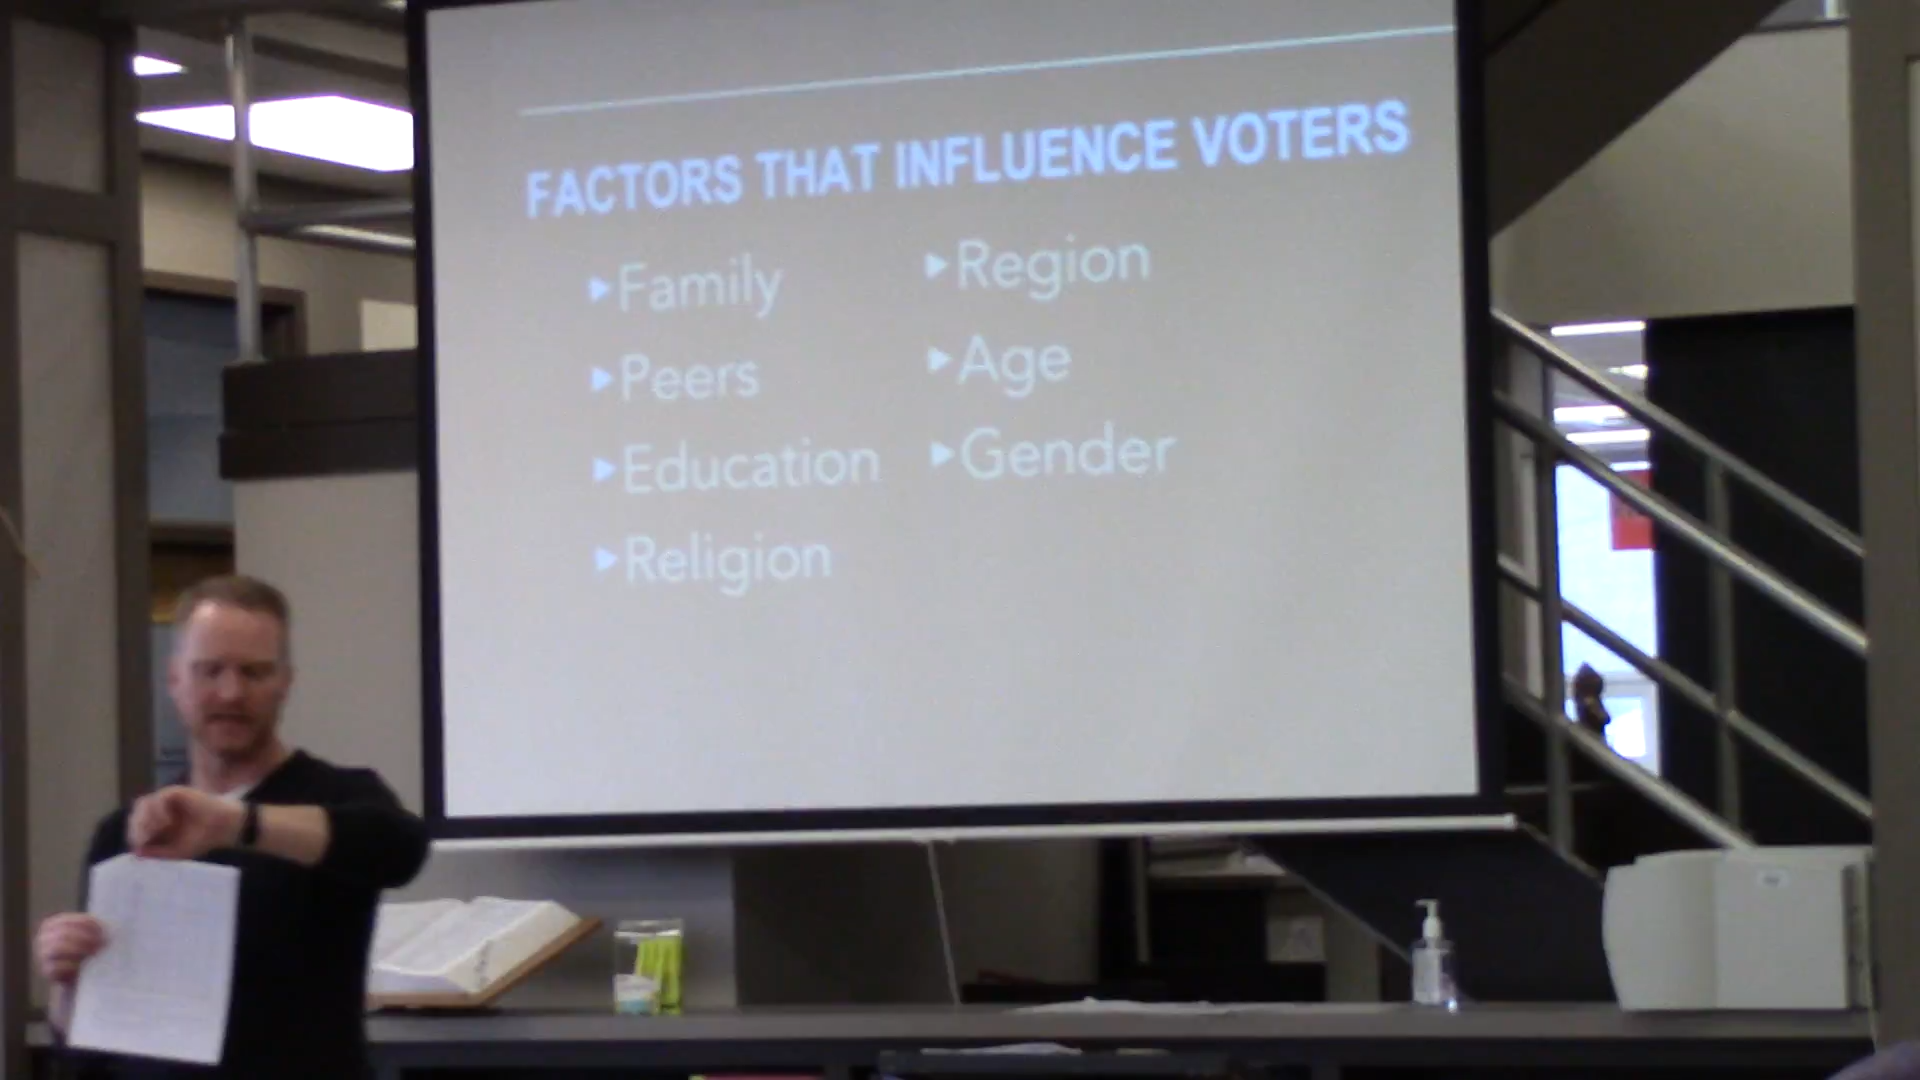 FACTORS THAT INFLUENCE VOTERS
Family
Peers
Education
Religion
Region
Age
Gender